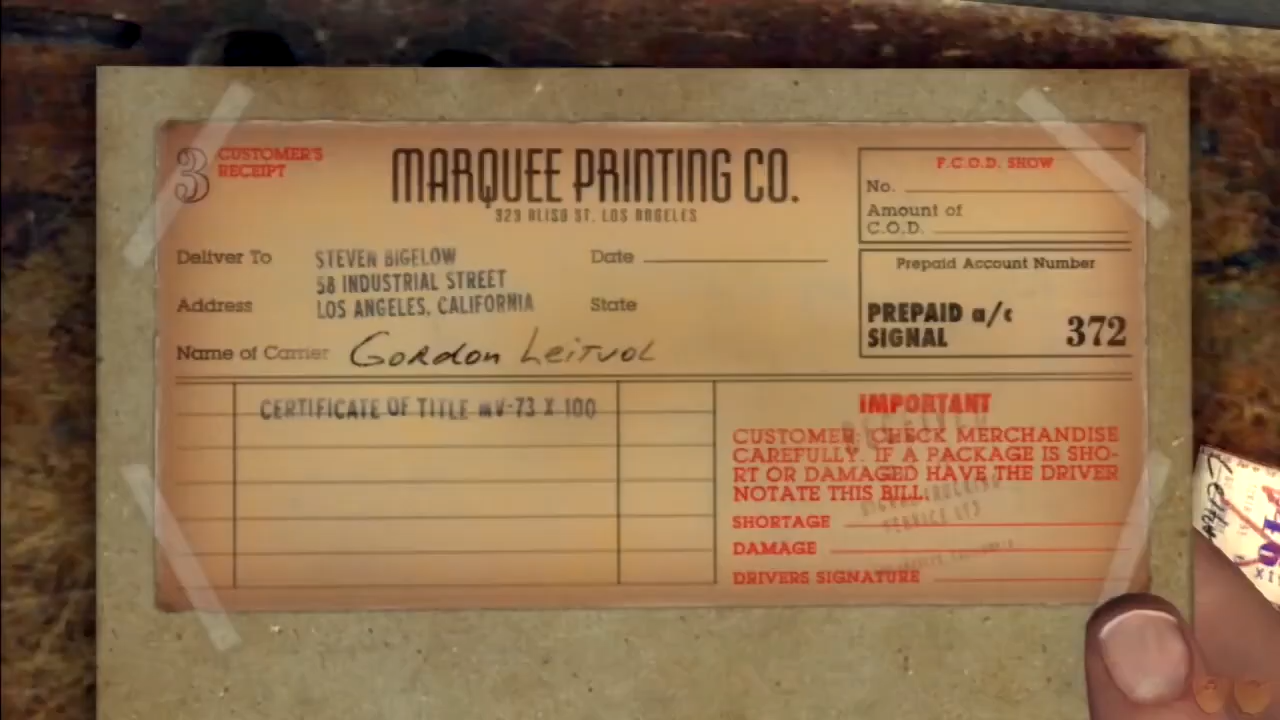 3 CUSTOMER'S
RECEIPT
MARQUEE PRINTING CO.
323 ALISO ST. LOS ANGELES
F.C.O.D. SHOW
No.
Amount of
C.O.D.
Deliver To STEVEN BIGELOW
58 INDUSTRIAL STREET
Address LOS ANGELES, CALIFORNIA
Date
State
Name of Carrier Gordon Leitvol
Prepaid Account Number
PREPAID a/c
SIGNAL 372
CERTIFICATE OF TITLE mV-73 X 100
IMPORTANT
CUSTOMER: CHECK MERCHANDISE
CAREFULLY. IF A PACKAGE IS SHO-
RT OR DAMAGED HAVE THE DRIVER
NOTATE THIS BILL.
SHORTAGE
DAMAGE
DRIVERS SIGNATURE
RECEIVED
SERVICE LTD